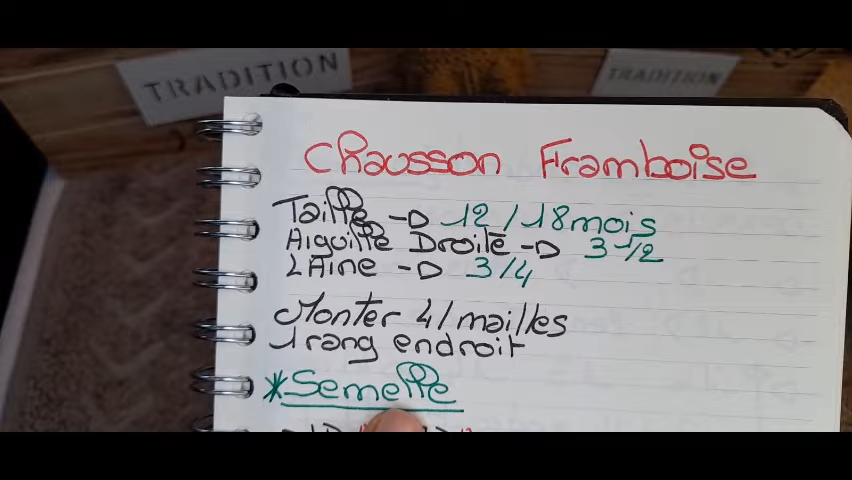 TRADITION
TRADITION
Chausson Framboise
Taille → 12/18mois
Aiguille Droite → 3-1/2
LAine → 3/4
Monter 41 mailles
1 rang endroit
*Semelle